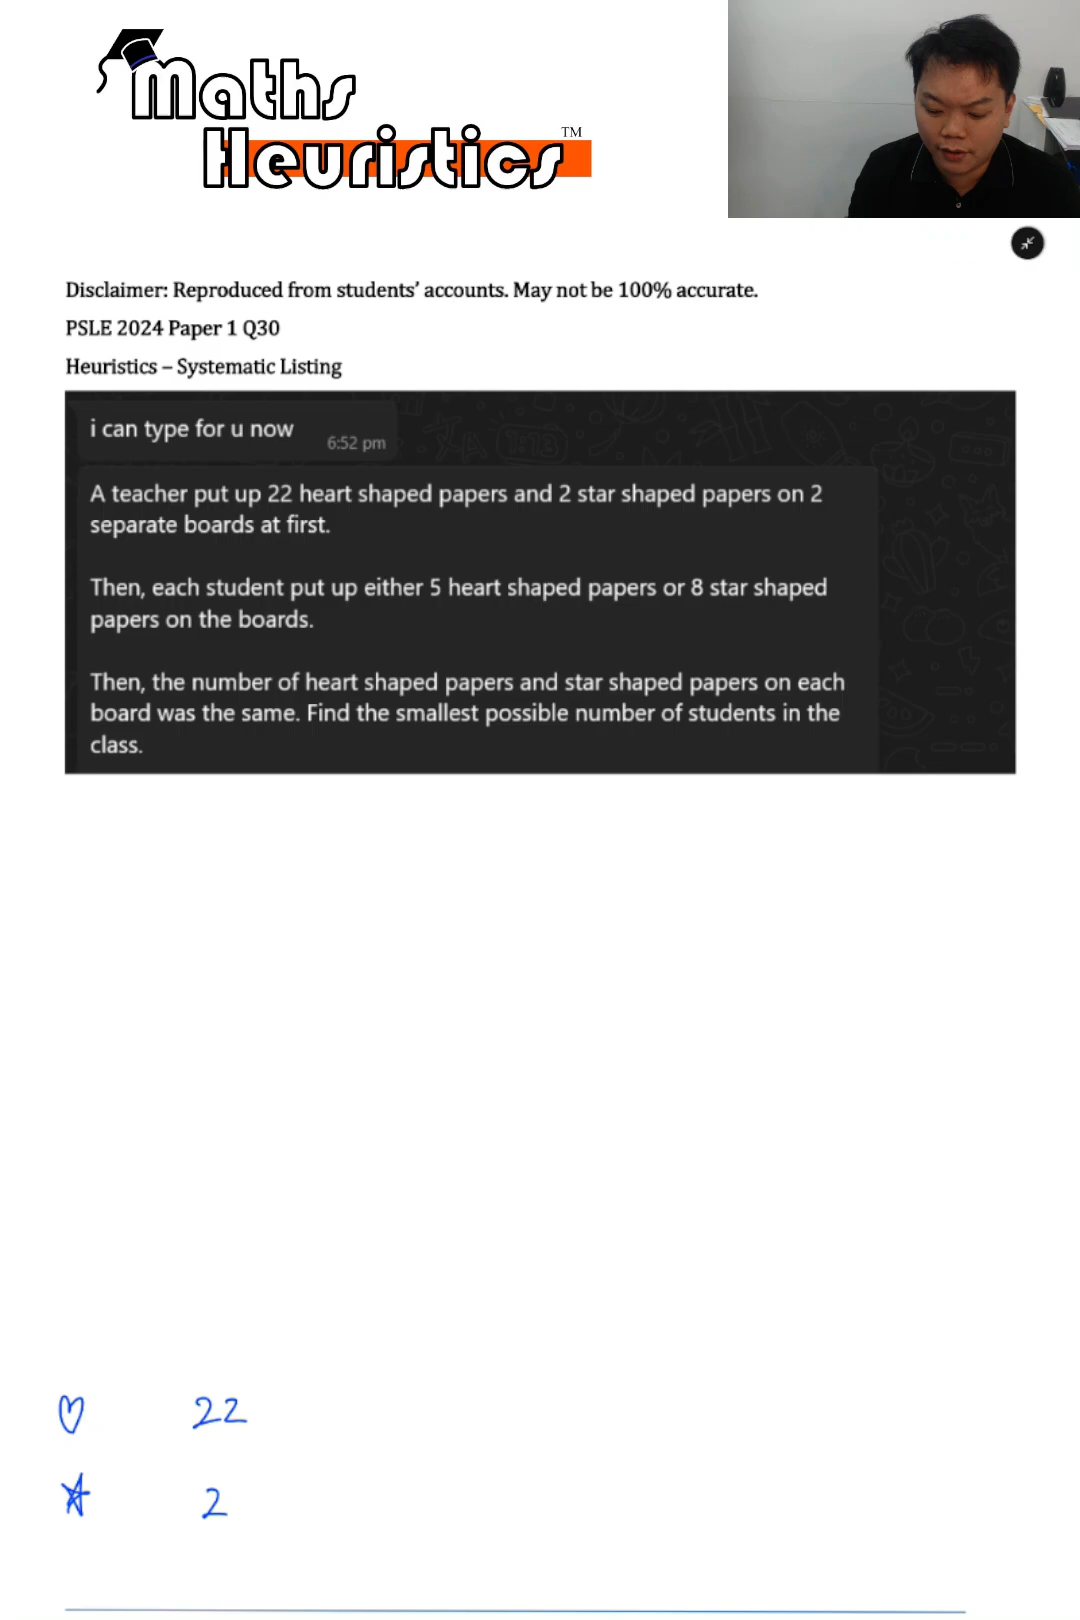 Maths
Heuristics™
Disclaimer: Reproduced from students' accounts. May not be 100% accurate.
PSLE 2024 Paper 1 Q30
Heuristics – Systematic Listing
i can type for u now
6:52 pm
A teacher put up 22 heart shaped papers and 2 star shaped papers on 2
separate boards at first.
Then, each student put up either 5 heart shaped papers or 8 star shaped
papers on the boards.
Then, the number of heart shaped papers and star shaped papers on each
board was the same. Find the smallest possible number of students in the
class.
22
2